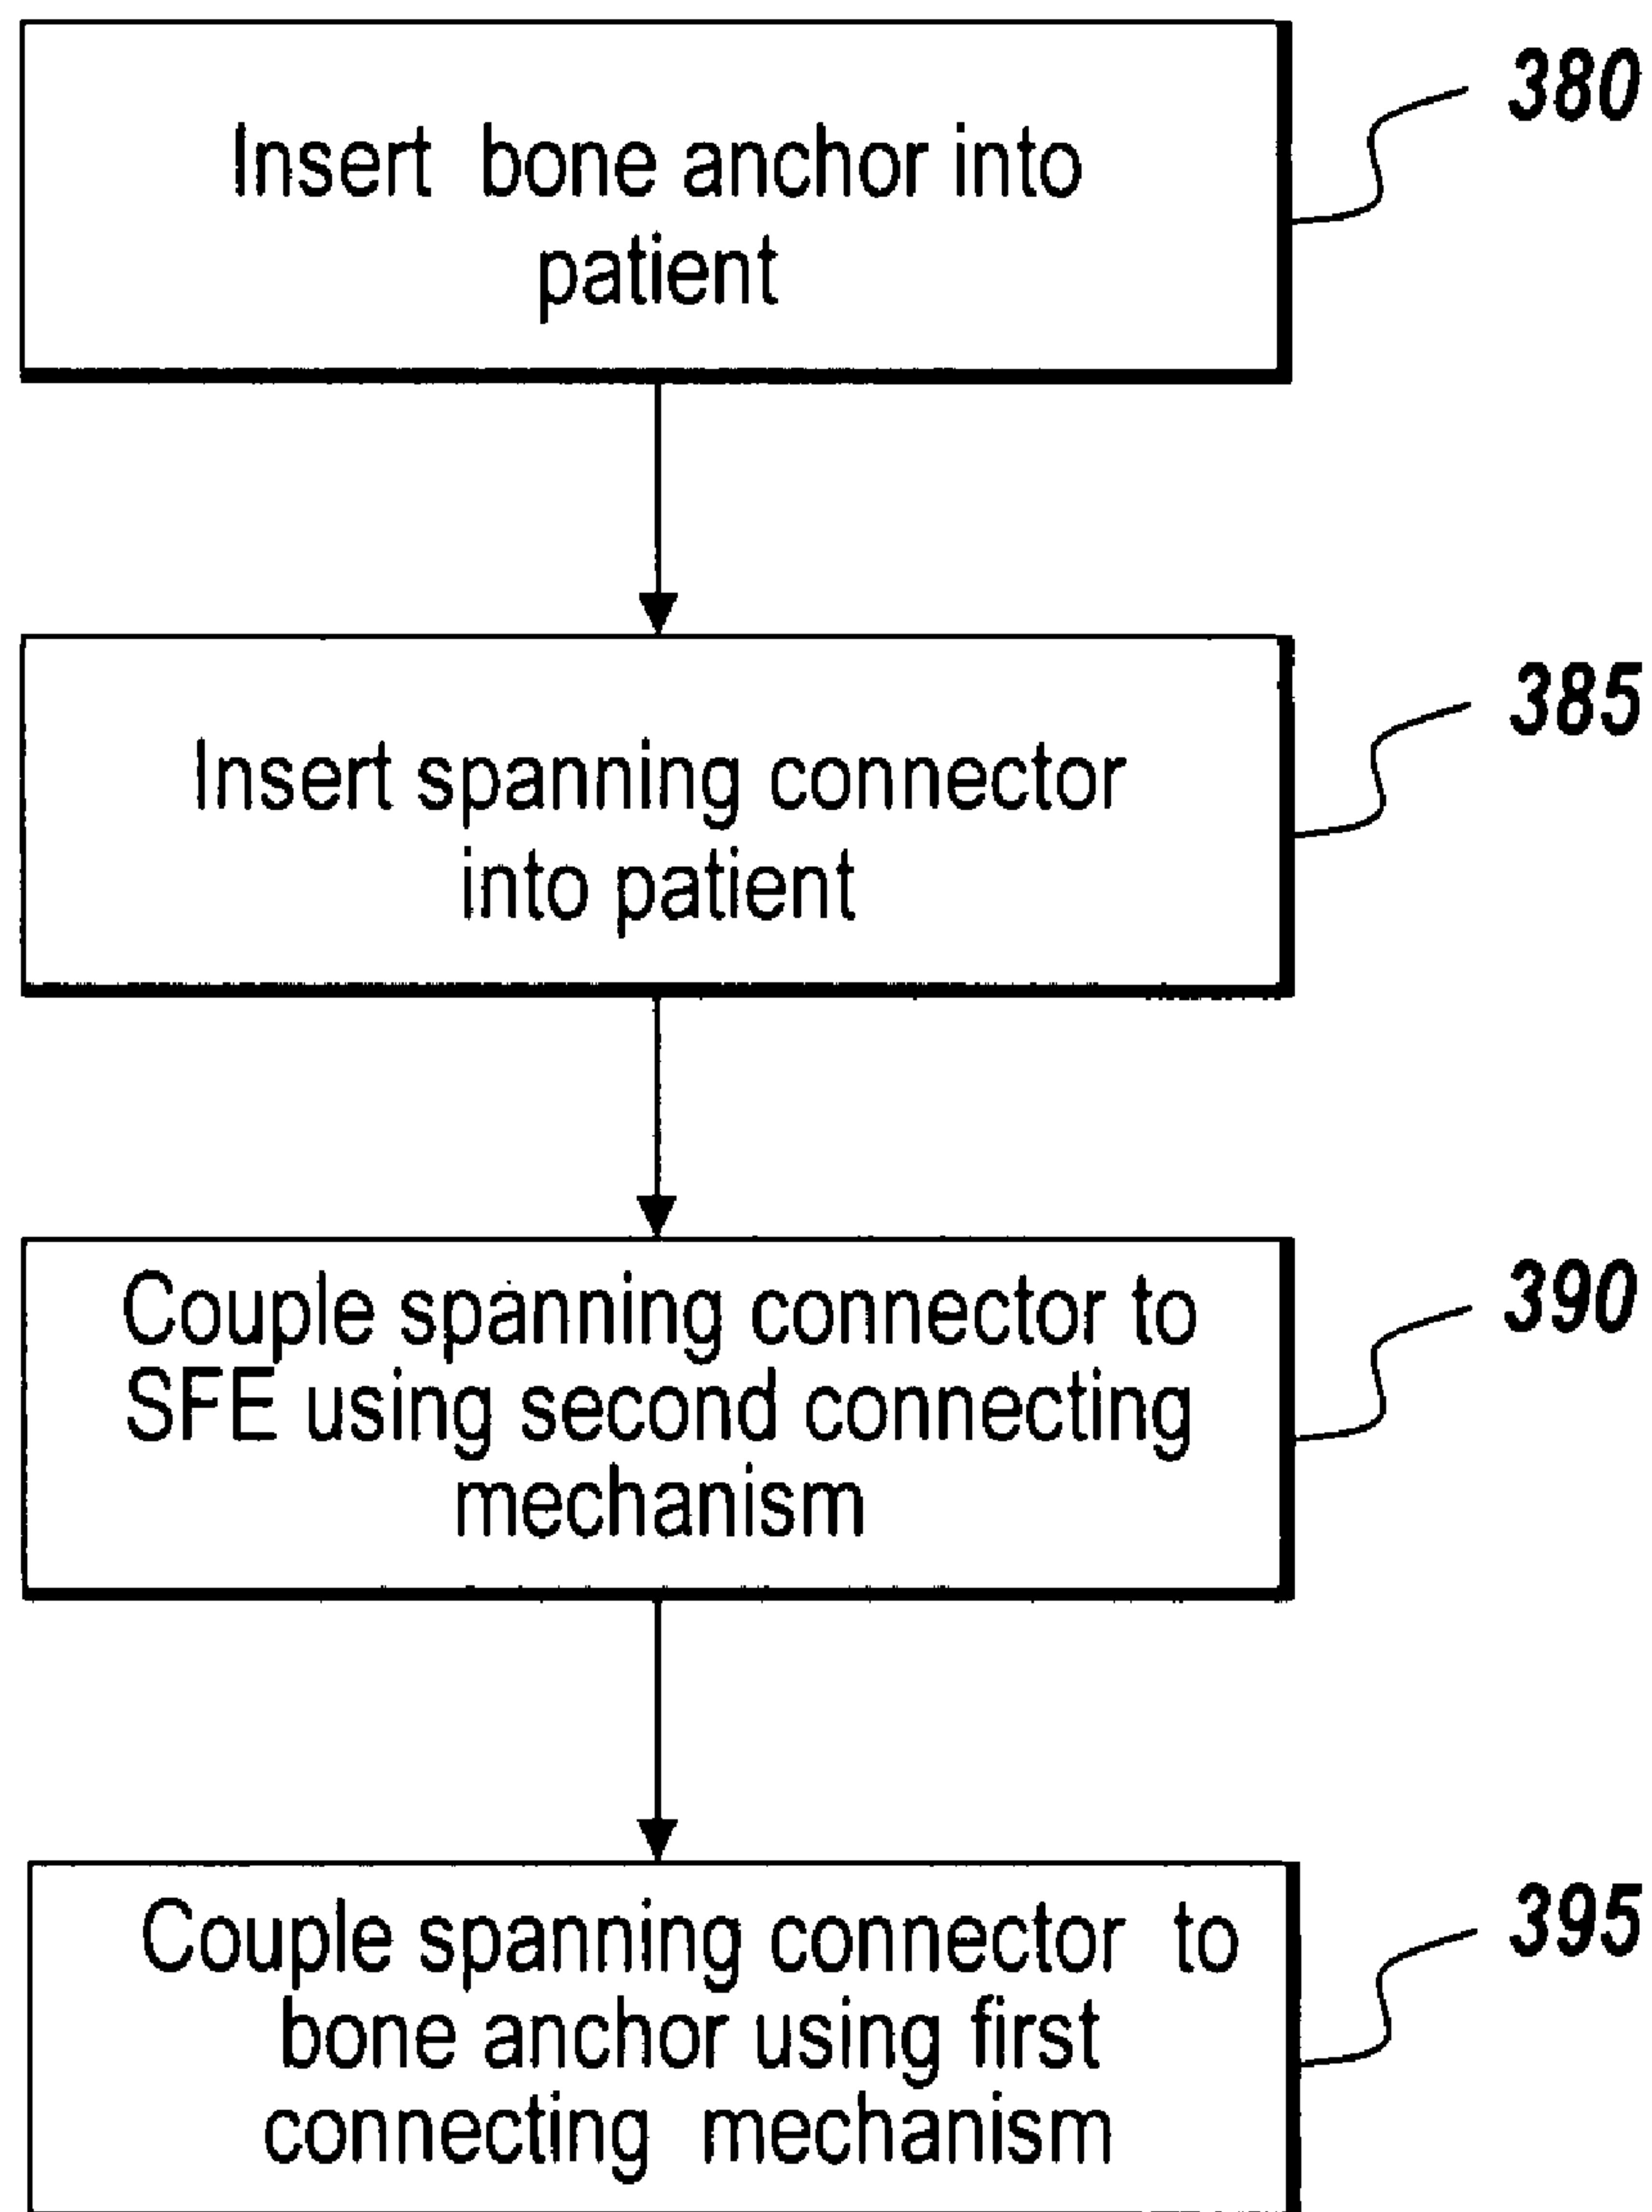 380
Insert bone anchor into
patient
385
Insert spanning connector
into patient
390
Couple spanning connector to
SFE using second connecting
mechanism
395
Couple spanning connector to
bone anchor using first
connecting mechanism